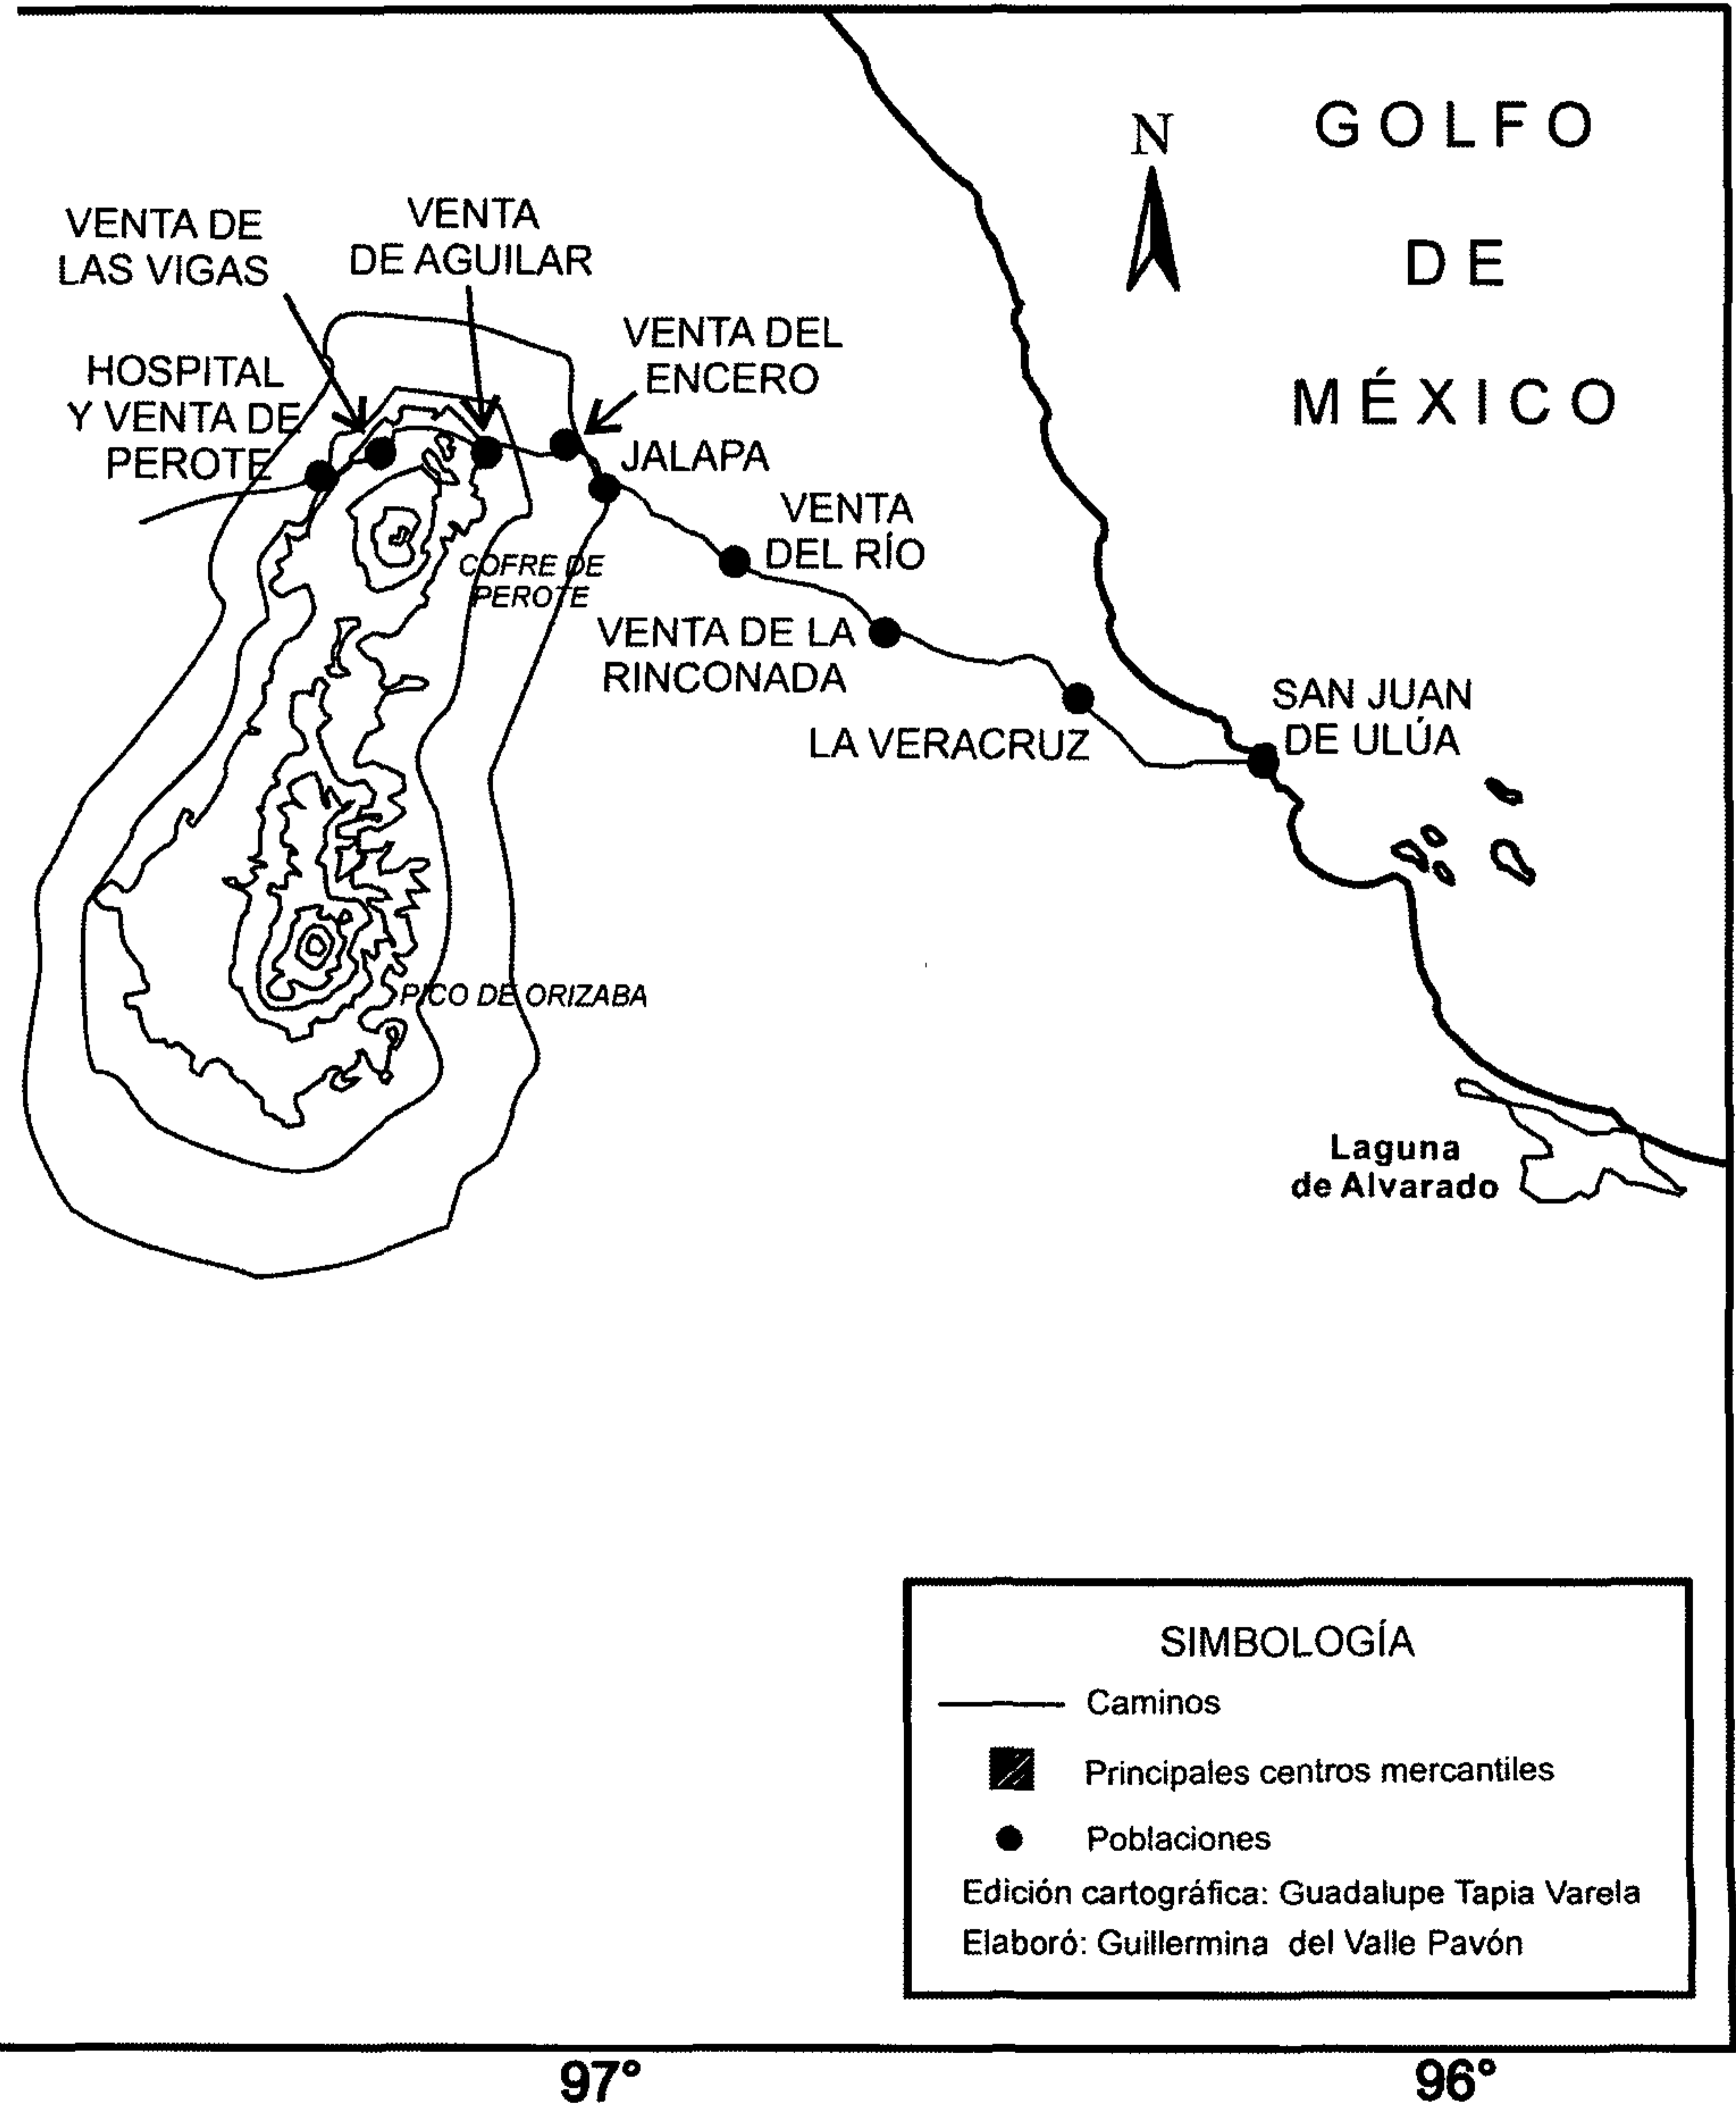 GOLFO
DE
MÉXICO
N
VENTA DE
LAS VIGAS
VENTA
DE AGUILAR
VENTA DEL
ENCERO
HOSPITAL
Y VENTA DE
PEROTE
JALAPA
VENTA
DEL RÍO
COFRE DE
PEROTE
VENTA DE LA
RINCONADA
LA VERACRUZ
SAN JUAN
DE ULÚA
PICO DE ORIZABA
Laguna
de Alvarado
SIMBOLOGÍA
Caminos
Principales centros mercantiles
Poblaciones
Edición cartográfica: Guadalupe Tapia Varela
Elaboró: Guillermina del Valle Pavón
97°
96°